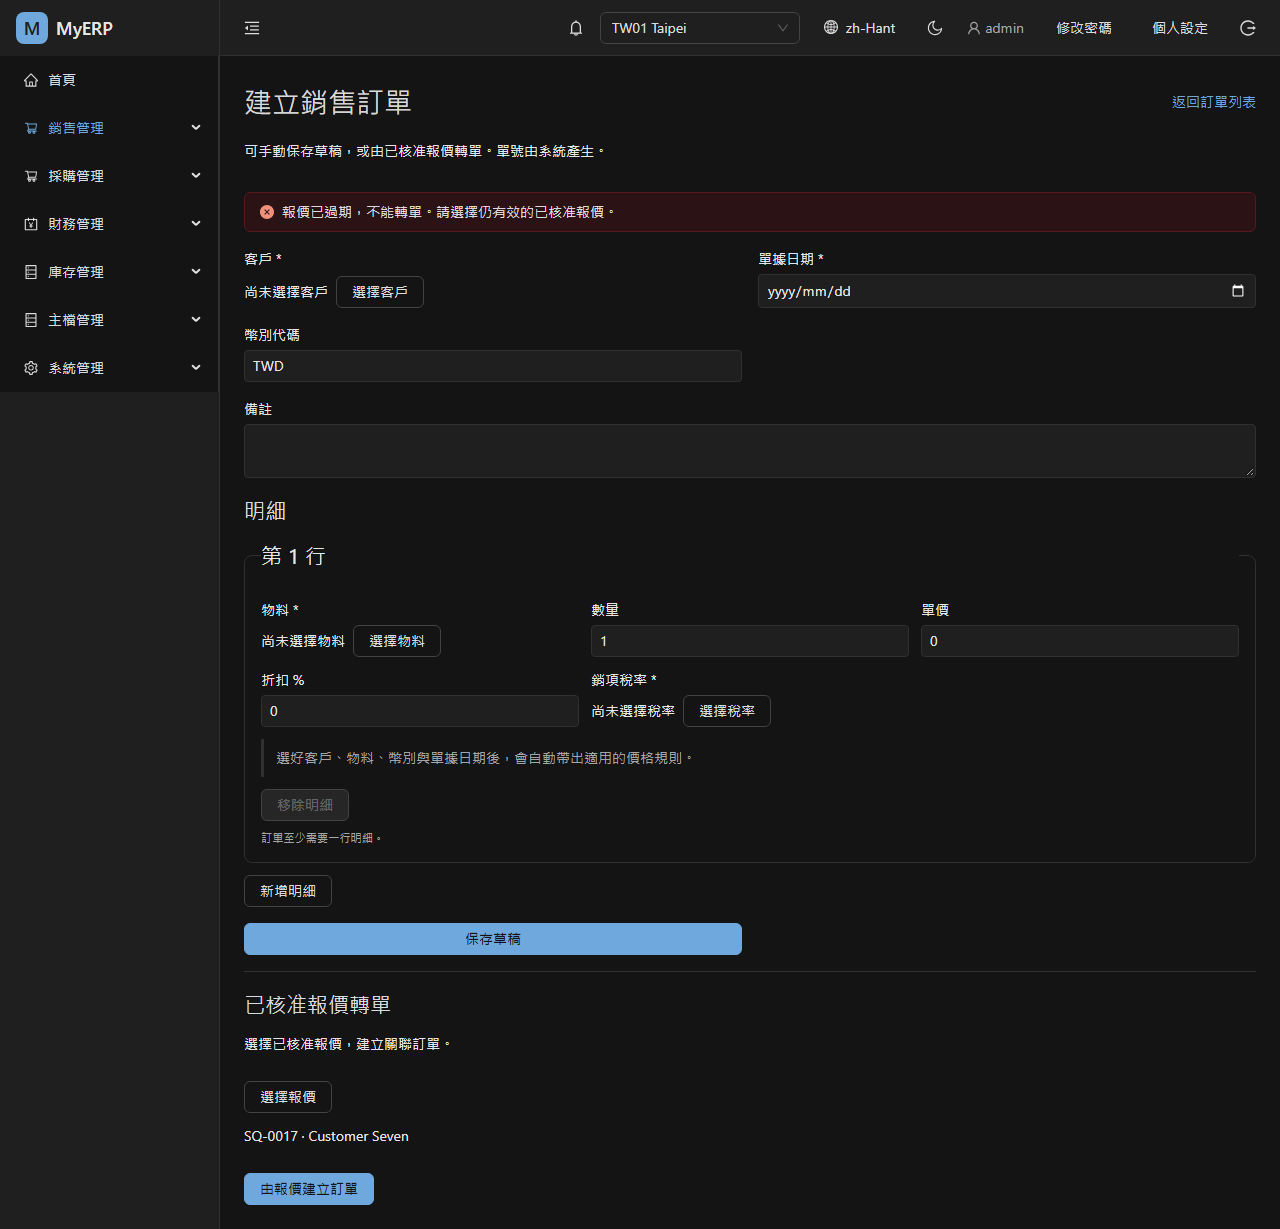 M MyERP
TW01 Taipei
zh-Hant
admin
修改密碼
個人設定
首頁
銷售管理
採購管理
財務管理
庫存管理
主檔管理
系統管理
建立銷售訂單
返回訂單列表
可手動保存草稿，或由已核准報價轉單。單號由系統產生。
報價已過期，不能轉單。請選擇仍有效的已核准報價。
客戶 *
單據日期 *
尚未選擇客戶 選擇客戶
yyyy/mm/dd
幣別代碼
TWD
備註
明細
第 1 行
物料 *
數量
單價
尚未選擇物料 選擇物料
1
0
折扣 %
銷項稅率 *
0
尚未選擇稅率 選擇稅率
選好客戶、物料、幣別與單據日期後，會自動帶出適用的價格規則。
移除明細
訂單至少需要一行明細。
新增明細
保存草稿
已核准報價轉單
選擇已核准報價，建立關聯訂單。
選擇報價
SQ-0017 · Customer Seven
由報價建立訂單